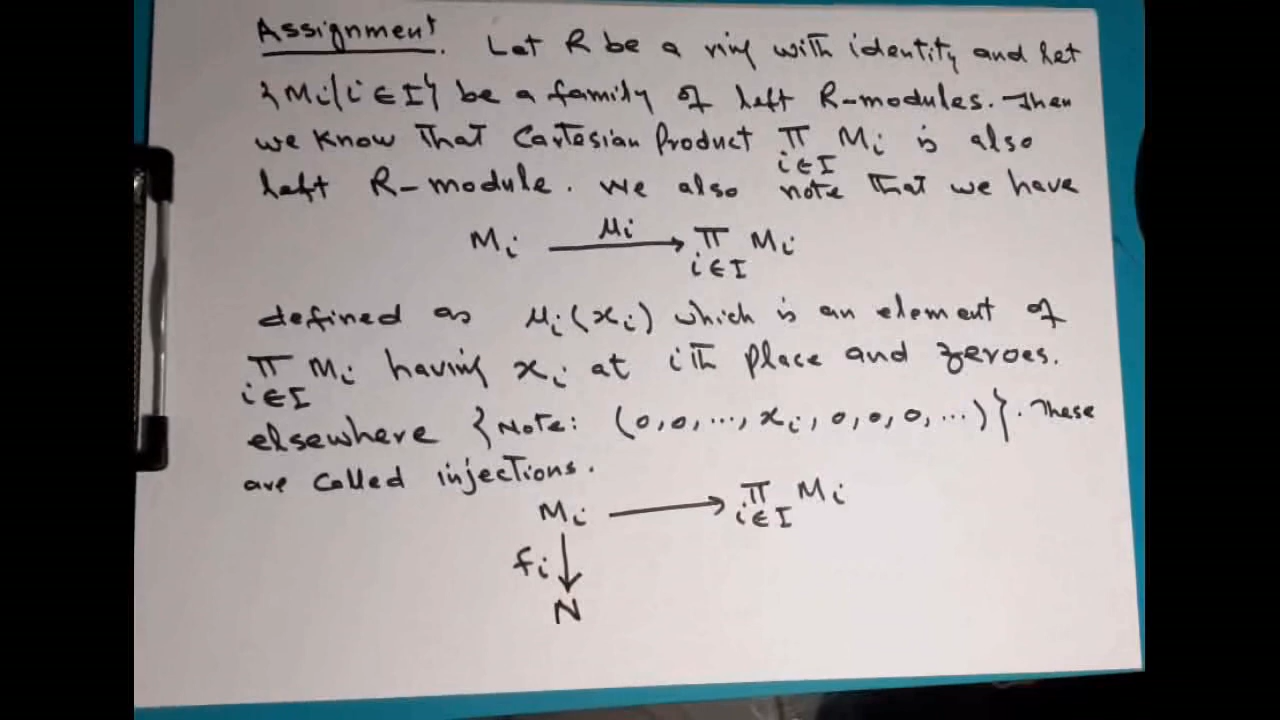 Assignment. Let R be a ring with identity and let
{Mi | i ∈ I} be a family of left R-modules. Then
we know that Cartesian Product Π Mi is also
i∈I
left R-module. We also note that we have
Mi —μi→ Π Mi
i∈I
defined as μi(xi) which is an element of
Π Mi having xi at ith place and zeroes.
i∈I
elsewhere {Note: (0,0,...,xi,0,0,0,...)}. These
are called injections.
Mi ⟶ Π Mi
i∈I
fi ↓
N